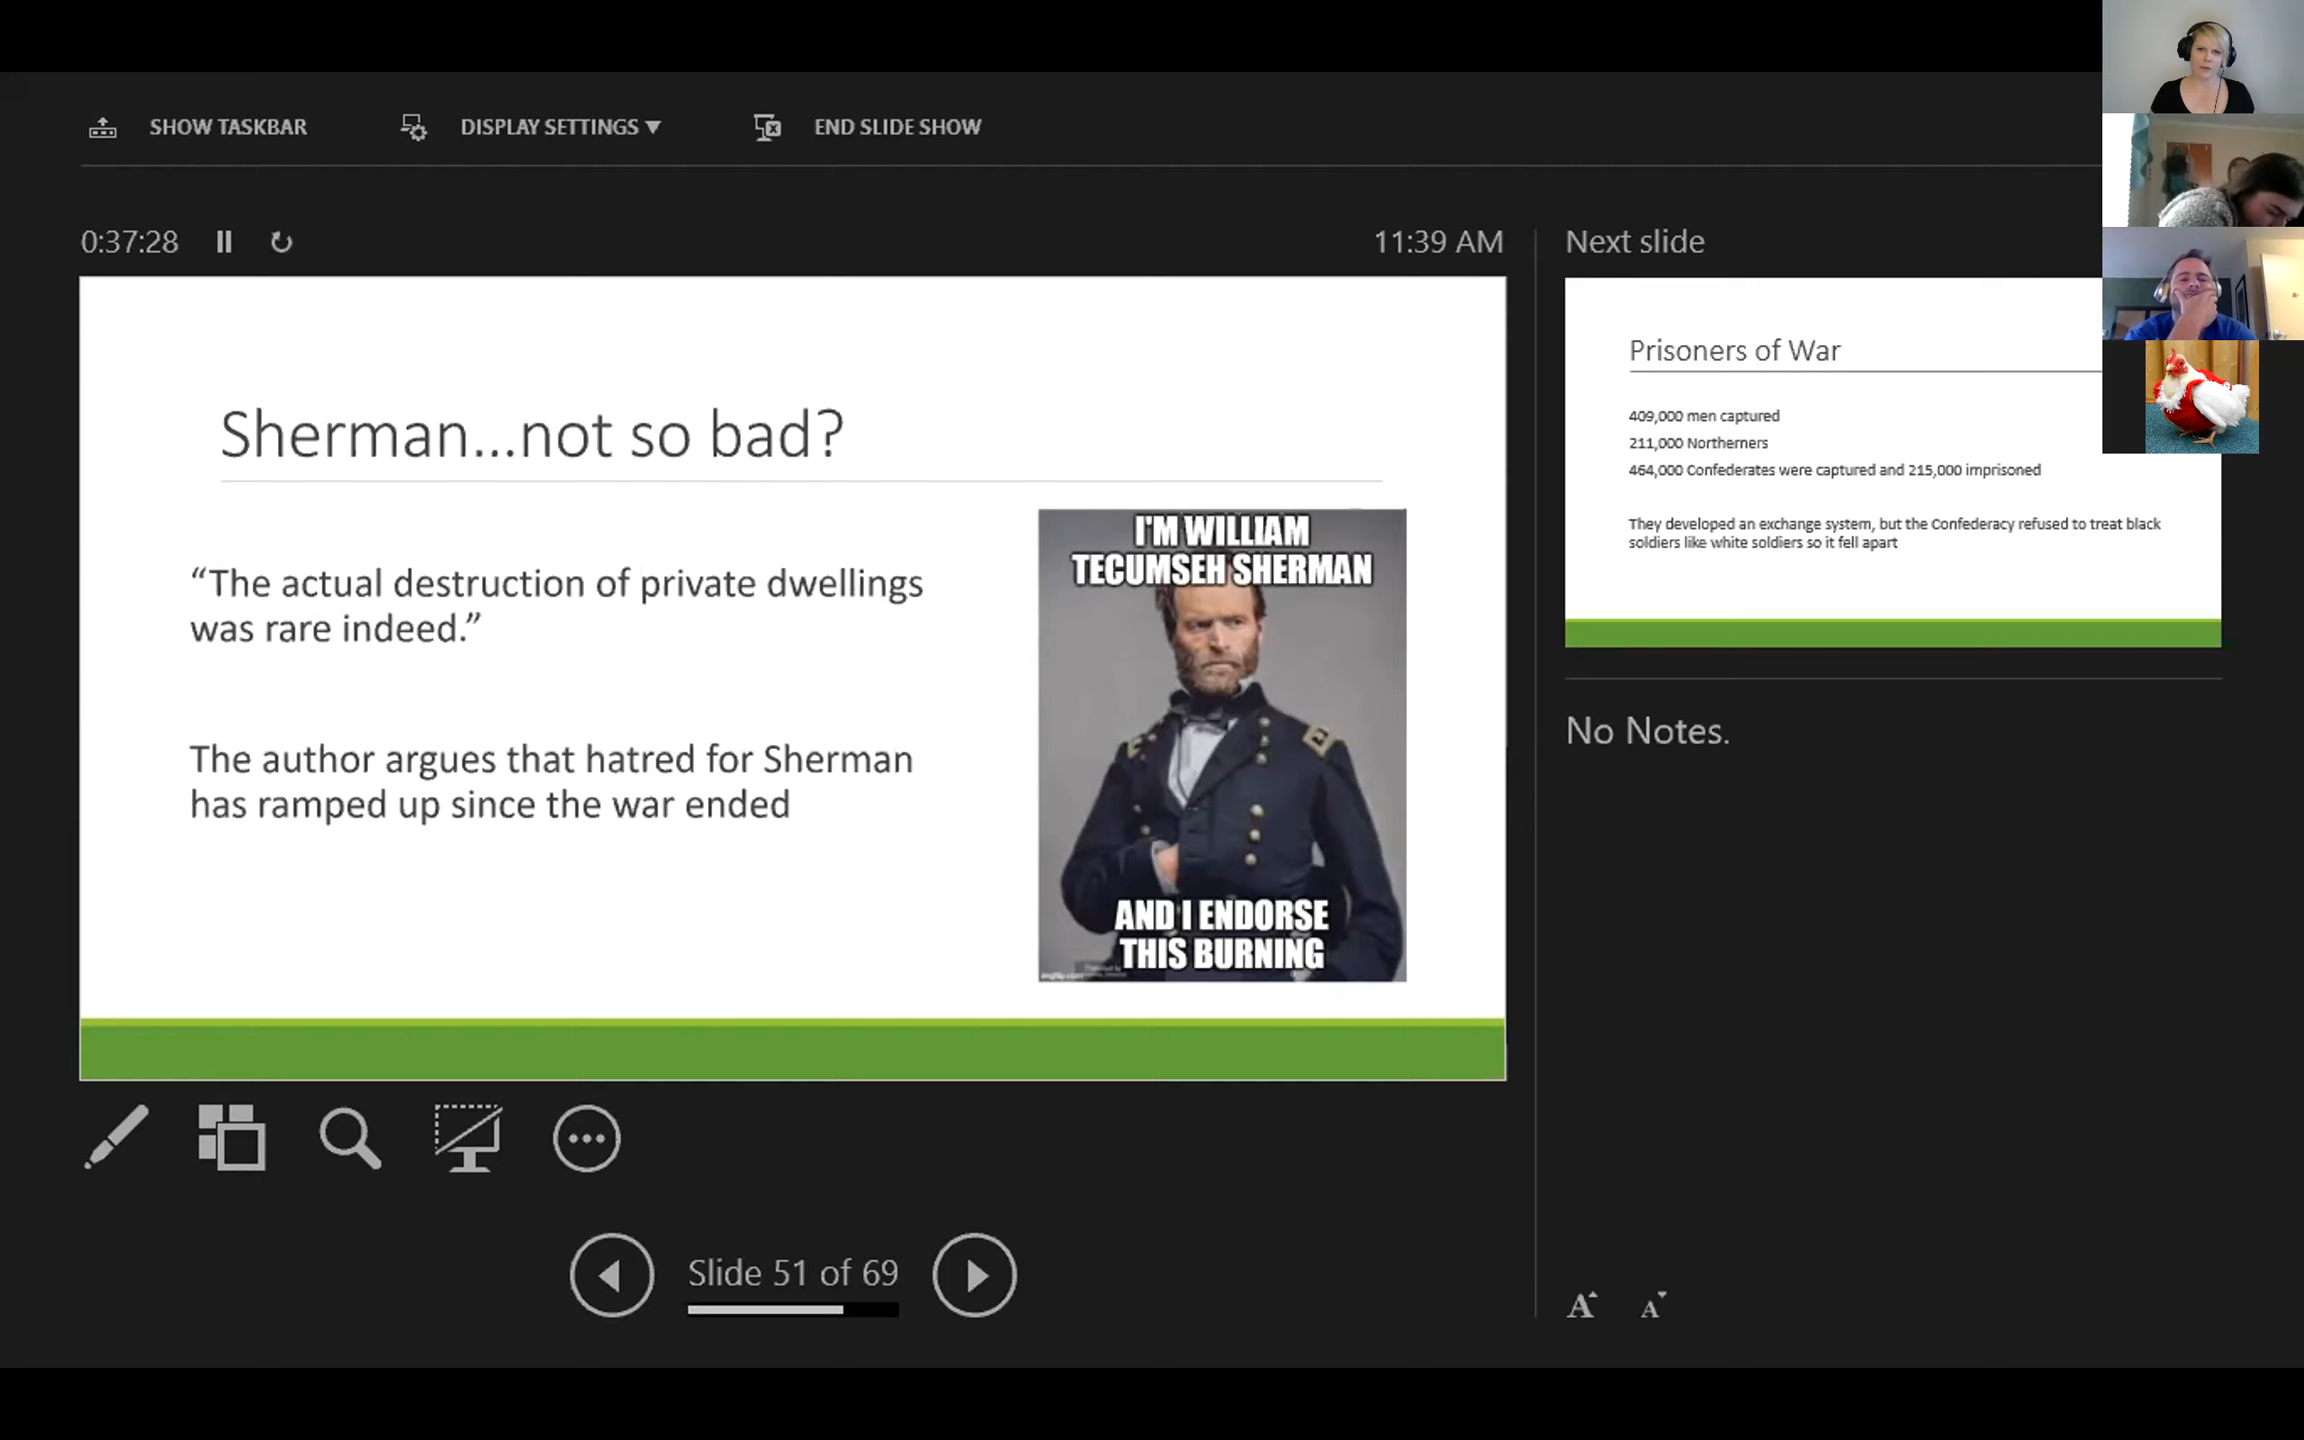 SHOW TASKBAR
DISPLAY SETTINGS ▼
END SLIDE SHOW
0:37:28
11:39 AM
Next slide
Sherman...not so bad?
“The actual destruction of private dwellings
was rare indeed.”
The author argues that hatred for Sherman
has ramped up since the war ended
I'M WILLIAM
TECUMSEH SHERMAN
AND I ENDORSE
THIS BURNING
imgflip.com
Prisoners of War
409,000 men captured
211,000 Northerners
464,000 Confederates were captured and 215,000 imprisoned
They developed an exchange system, but the Confederacy refused to treat black
soldiers like white soldiers so it fell apart
No Notes.
Slide 51 of 69
A A